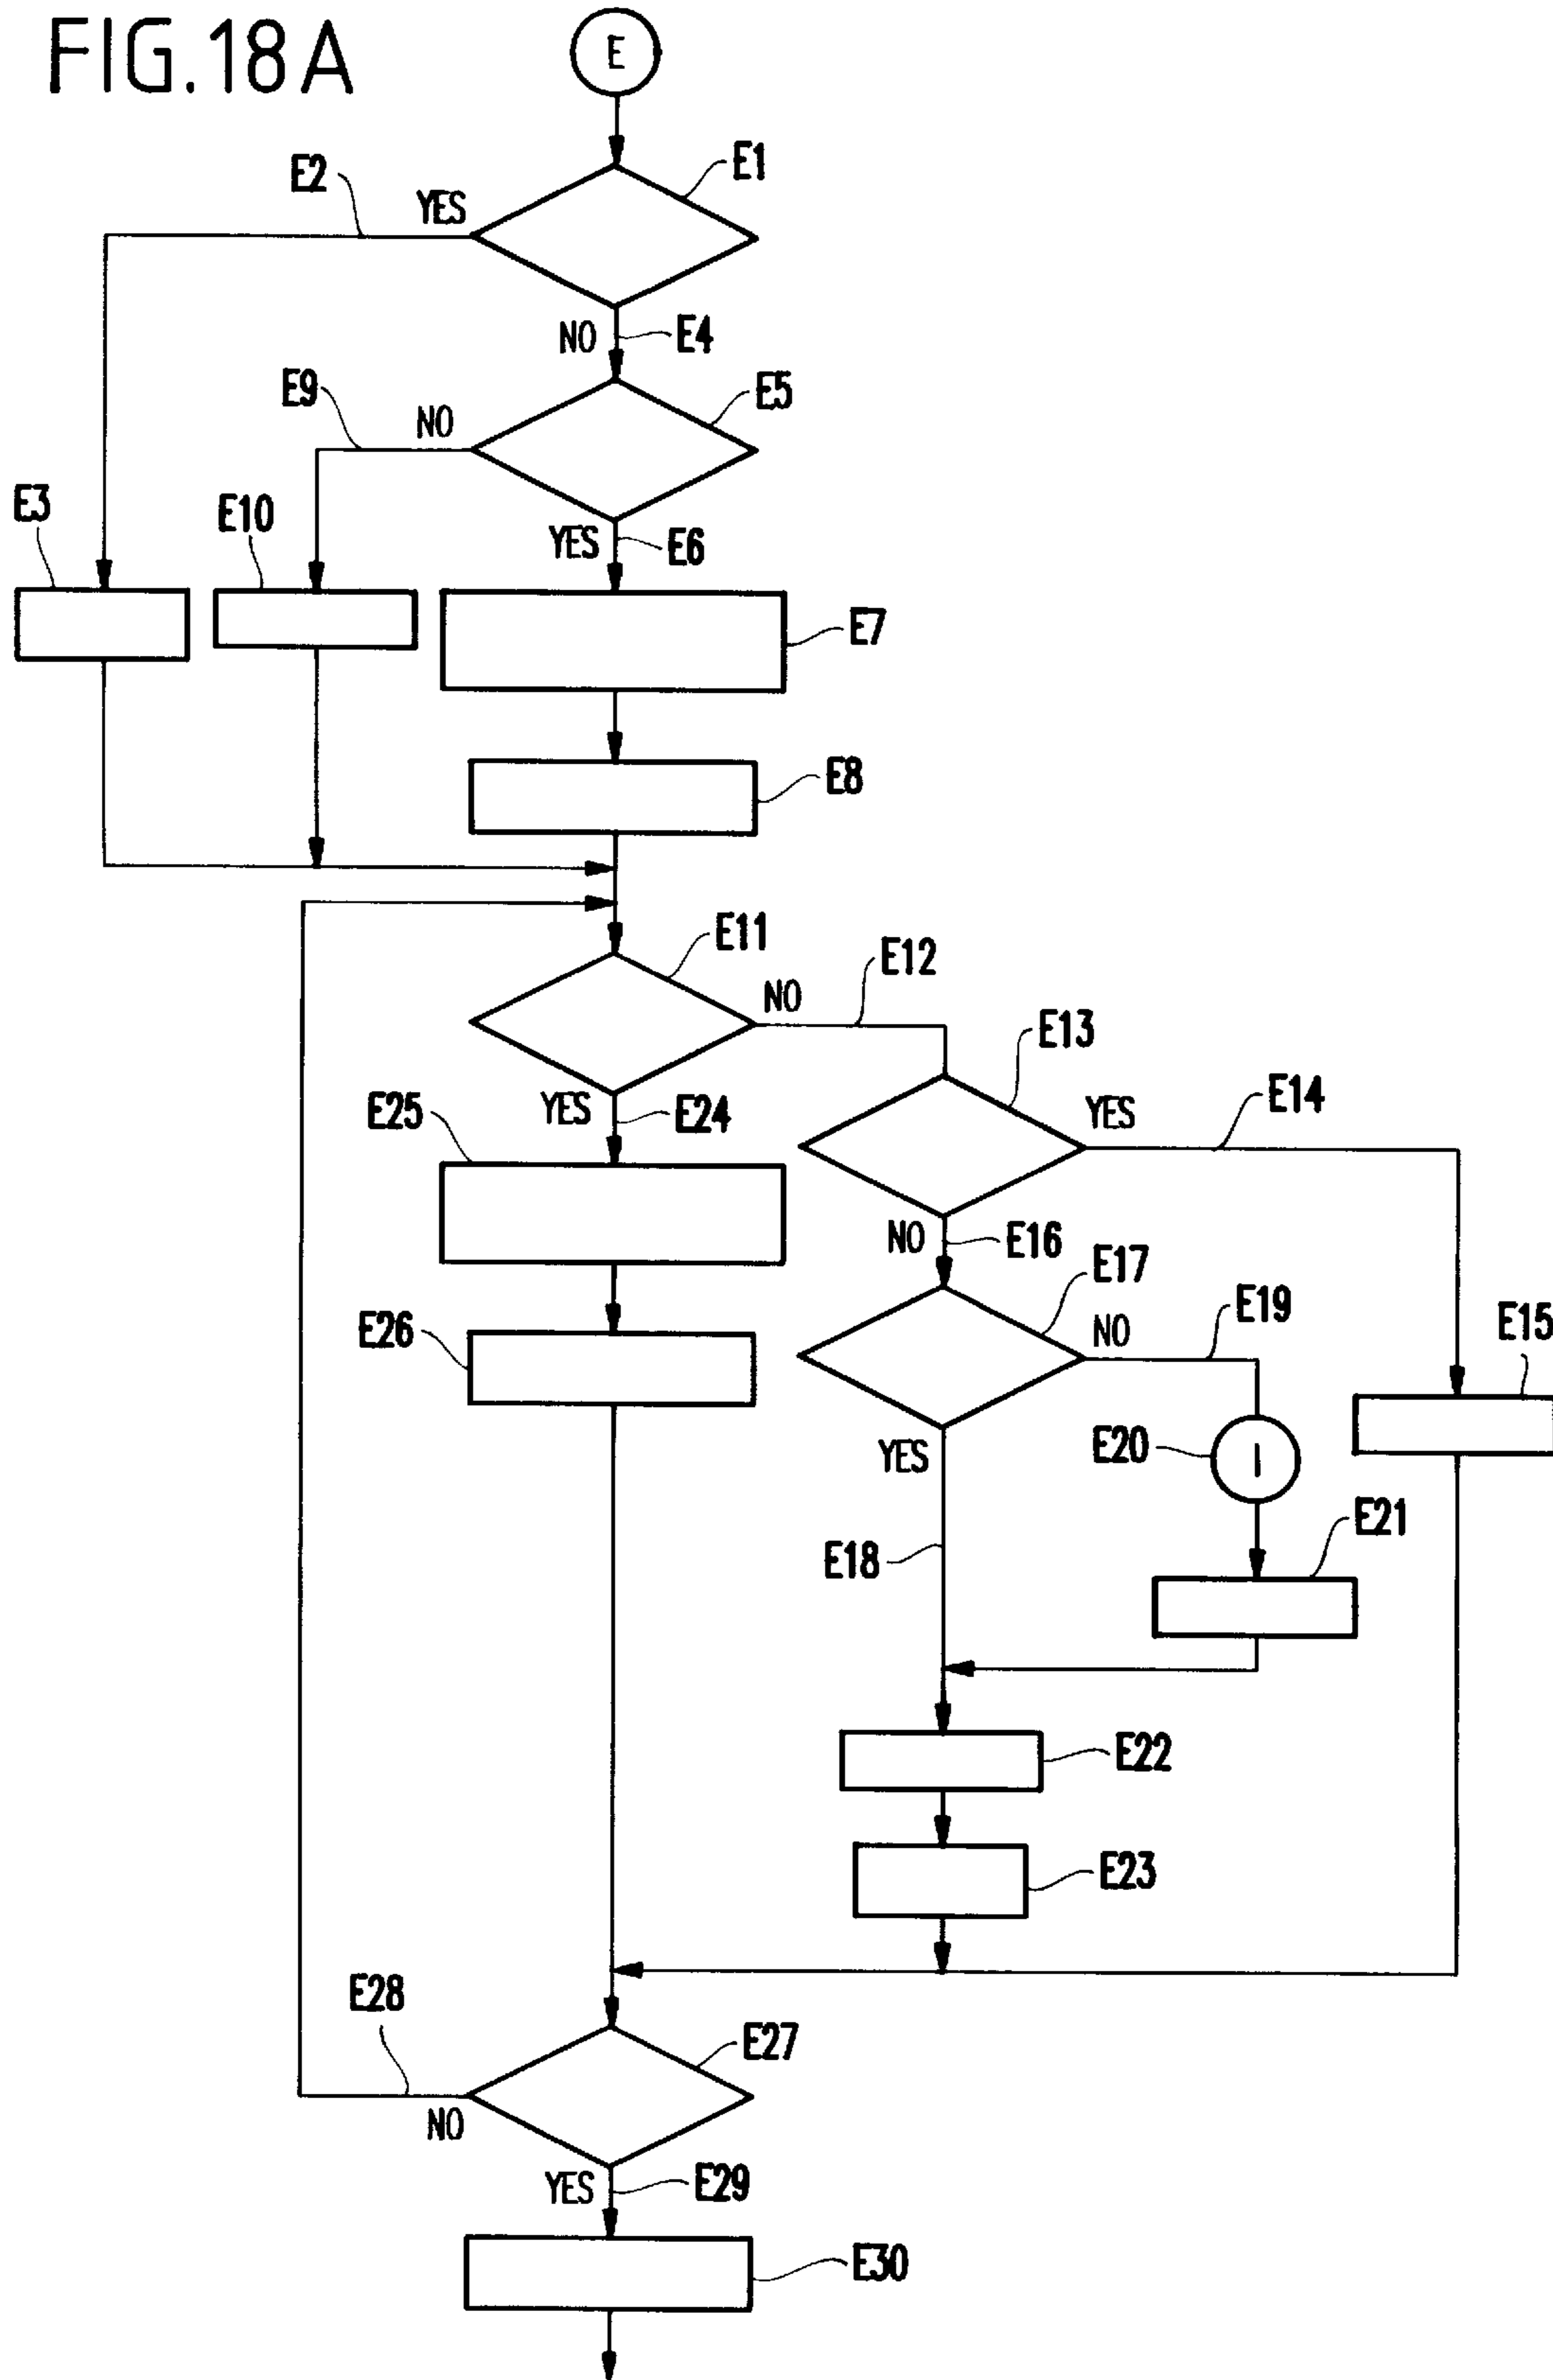 FIG.18A
E
E1
E2
YES
NO
E4
E9
NO
E5
E3
E10
YES
E6
E7
E8
E11
E12
NO
E13
E25
YES
E24
YES
E14
NO
E16
E17
E19
E26
NO
E15
YES
E20
I
E21
E18
E22
E23
E28
E27
NO
YES
E29
E30